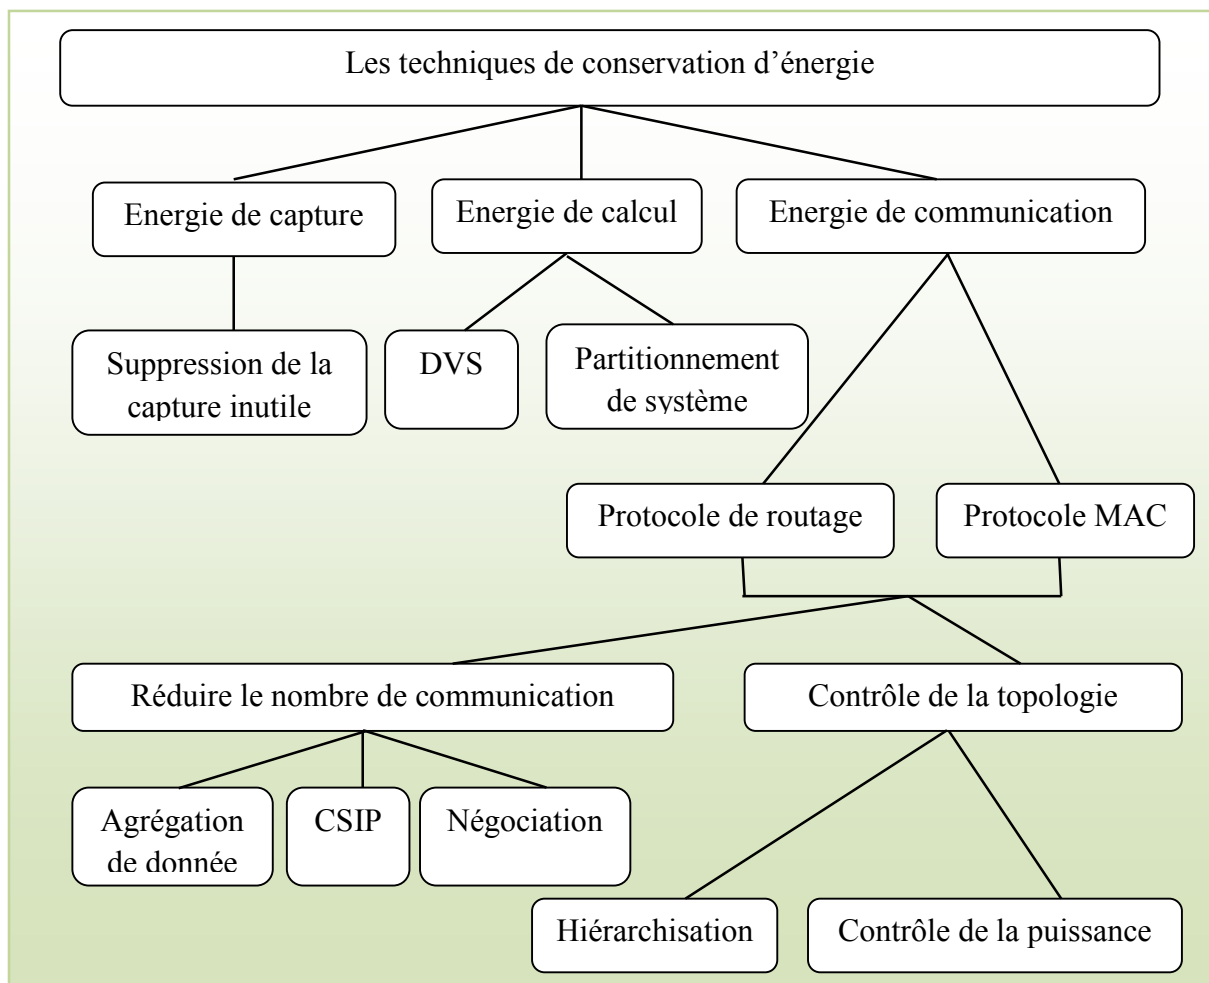 Les techniques de conservation d’énergie
Energie de capture
Energie de calcul
Energie de communication
Suppression de la
capture inutile
DVS
Partitionnement
de système
Protocole de routage
Protocole MAC
Réduire le nombre de communication
Contrôle de la topologie
Agrégation
de donnée
CSIP
Négociation
Hiérarchisation
Contrôle de la puissance